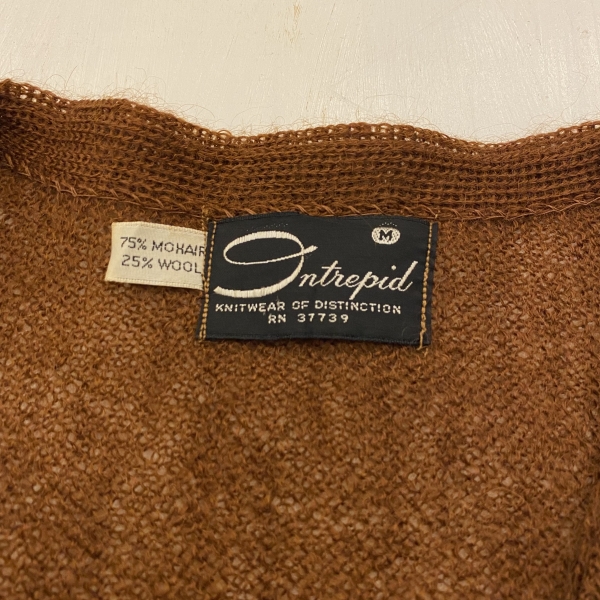 75% MOHAIR
25% WOOL
M
Intrepid
KNITWEAR OF DISTINCTION
RN 37739